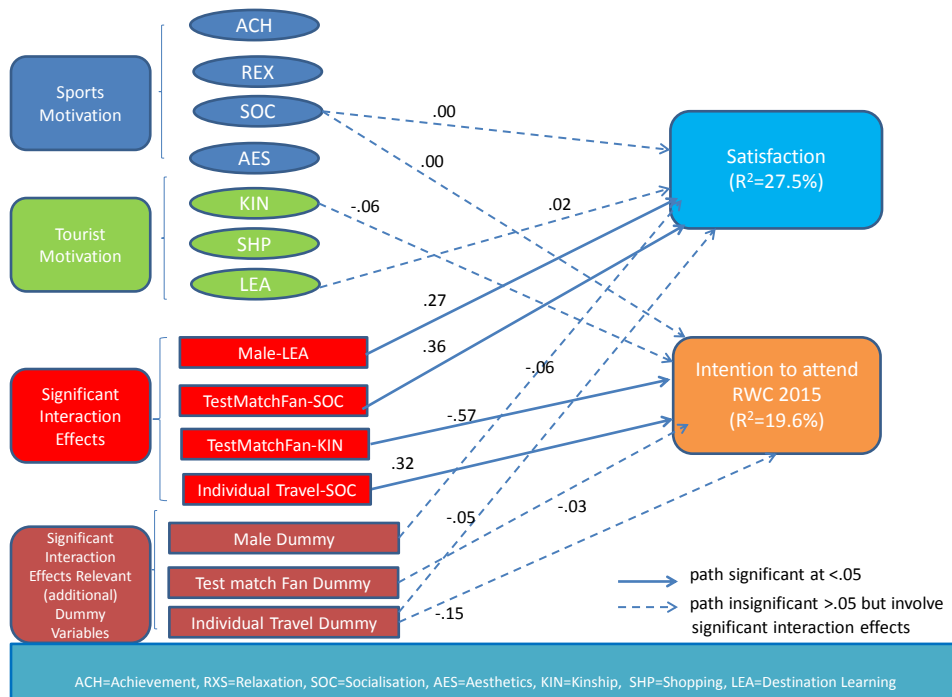 Sports
Motivation
ACH
REX
SOC
AES
Tourist
Motivation
KIN
SHP
LEA
Significant
Interaction
Effects
Male-LEA
TestMatchFan-SOC
TestMatchFan-KIN
Individual Travel-SOC
Significant
Interaction
Effects Relevant
(additional)
Dummy
Variables
Male Dummy
Test match Fan Dummy
Individual Travel Dummy
.00
.00
-.06
.02
.27
.36
-.06
-.57
.32
-.05
-.03
-.15
Satisfaction
(R²=27.5%)
Intention to attend
RWC 2015
(R²=19.6%)
path significant at <.05
path insignificant >.05 but involve
significant interaction effects
ACH=Achievement, RXS=Relaxation, SOC=Socialisation, AES=Aesthetics, KIN=Kinship, SHP=Shopping, LEA=Destination Learning